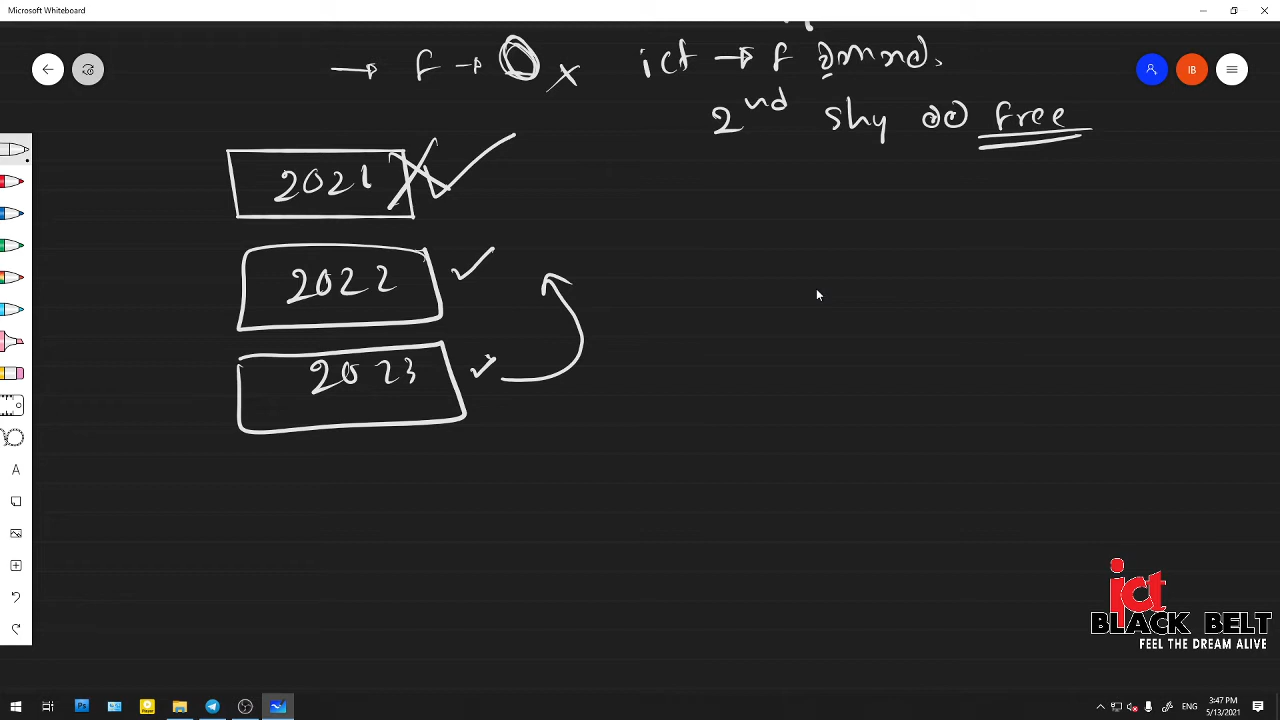 Microsoft Whiteboard
IB
→ f → O x
ict → f
2nd shy free
2021
2022
2023
A
ict
BLACK BELT
FEEL THE DREAM ALIVE
ENG
3:47 PM
5/13/2021